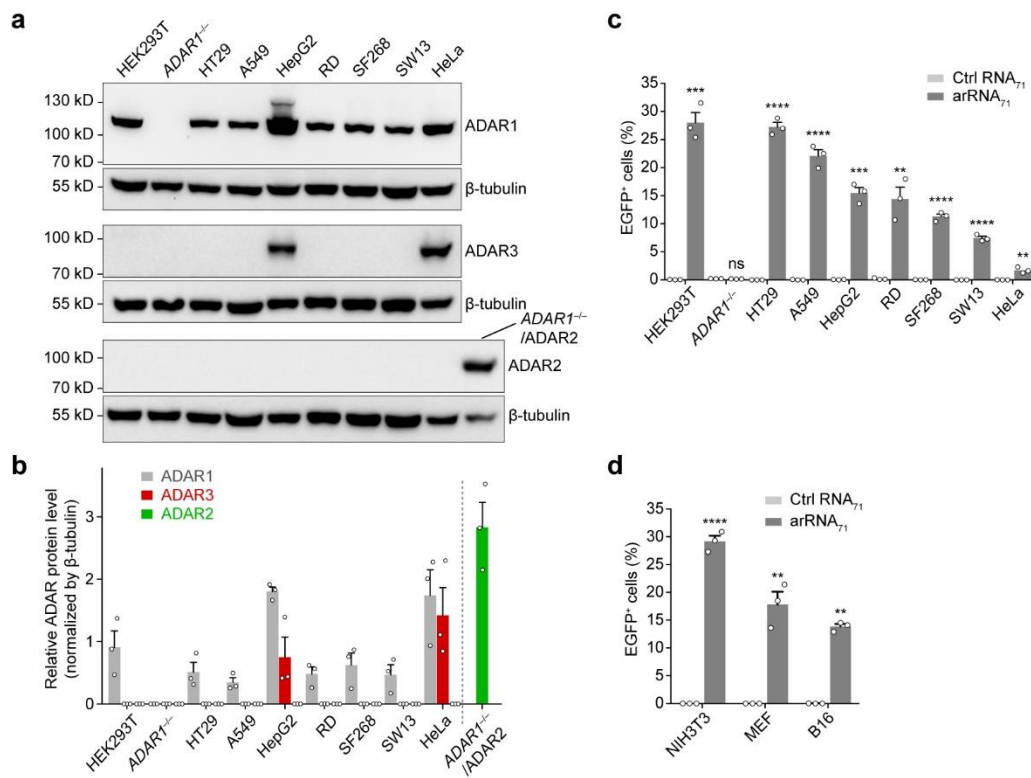 a
HEK293T
ADAR1⁻/⁻
HT29
A549
HepG2
RD
SF268
SW13
HeLa
130 kD
100 kD
70 kD
ADAR1
55 kD
β-tubulin
100 kD
70 kD
ADAR3
55 kD
β-tubulin
ADAR1⁻/⁻
/ADAR2
100 kD
70 kD
ADAR2
55 kD
β-tubulin
b
Relative ADAR protein level
(normalized by β-tubulin)
ADAR1
ADAR3
ADAR2
3
2
1
0
HEK293T
ADAR1⁻/⁻
HT29
A549
HepG2
RD
SF268
SW13
HeLa
ADAR1⁻/⁻
/ADAR2
c
Ctrl RNA₇₁
arRNA₇₁
EGFP⁺ cells (%)
35
30
25
20
15
10
5
0
***
ns
****
****
***
**
****
****
**
HEK293T
ADAR1⁻/⁻
HT29
A549
HepG2
RD
SF268
SW13
HeLa
d
Ctrl RNA₇₁
arRNA₇₁
EGFP⁺ cells (%)
40
35
30
25
20
15
10
5
0
****
**
**
NIH3T3
MEF
B16